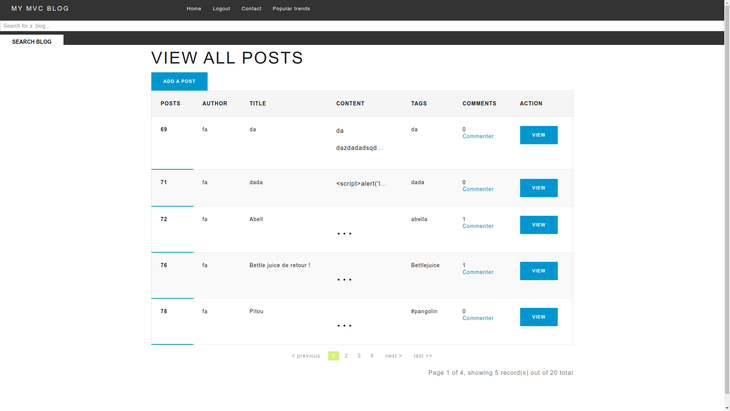 MY MVC BLOG Home Logout Contact Popular trends
Search for a blog...
SEARCH BLOG
VIEW ALL POSTS
ADD A POST
POSTS AUTHOR TITLE CONTENT TAGS COMMENTS ACTION
69 fa da da da 0 VIEW
Commenter
dazdadadsqd...
71 fa dada <script>alert('l... dada 0 VIEW
Commenter
72 fa Abell abella 1 VIEW
Commenter
...
76 fa Bettle juice de retour ! Bettlejuice 1 VIEW
Commenter
...
78 fa Pitou #pangolin 0 VIEW
Commenter
...
< previous 1 2 3 4 next > last >>
Page 1 of 4, showing 5 record(s) out of 20 total